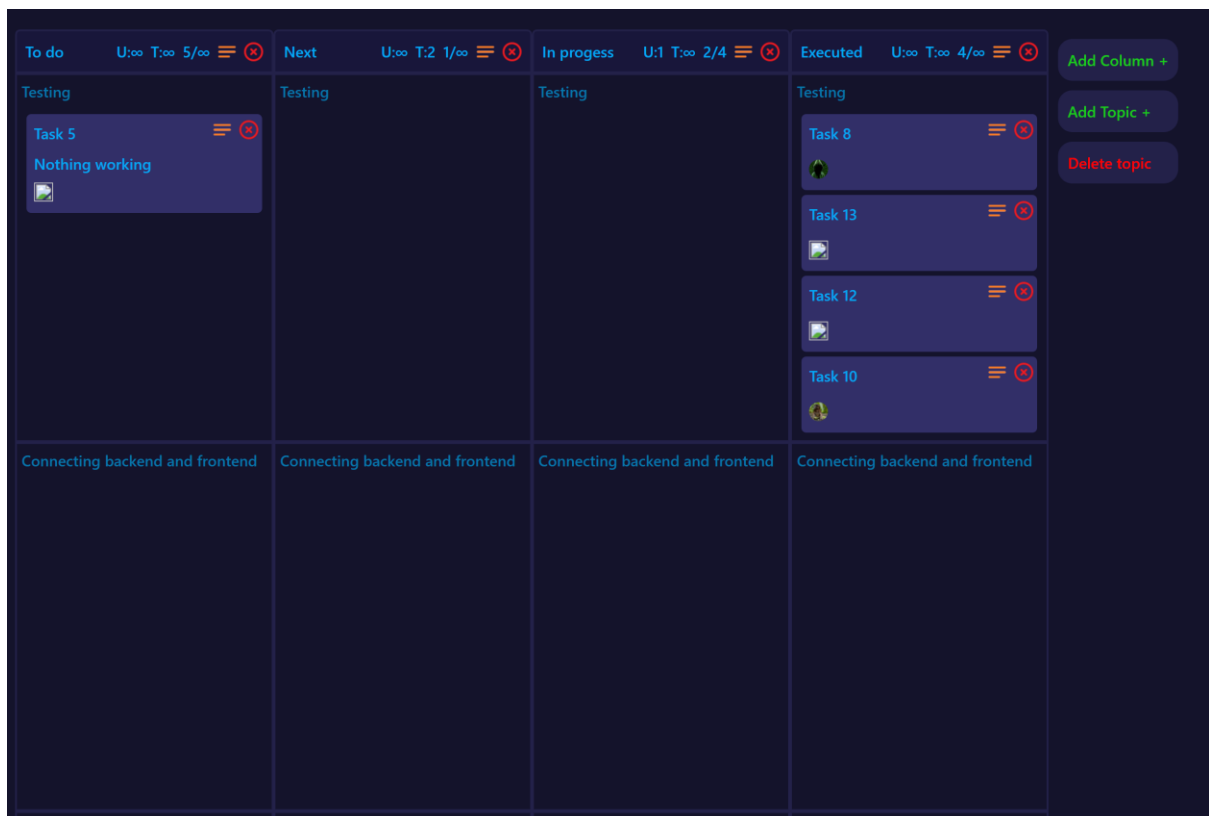 To do U:∞ T:∞ 5/∞
Next U:∞ T:2 1/∞
In progess U:1 T:∞ 2/4
Executed U:∞ T:∞ 4/∞
Add Column +
Add Topic +
Delete topic
Testing
Task 5
Nothing working
Testing
Testing
Testing
Task 8
Task 13
Task 12
Task 10
Connecting backend and frontend
Connecting backend and frontend
Connecting backend and frontend
Connecting backend and frontend